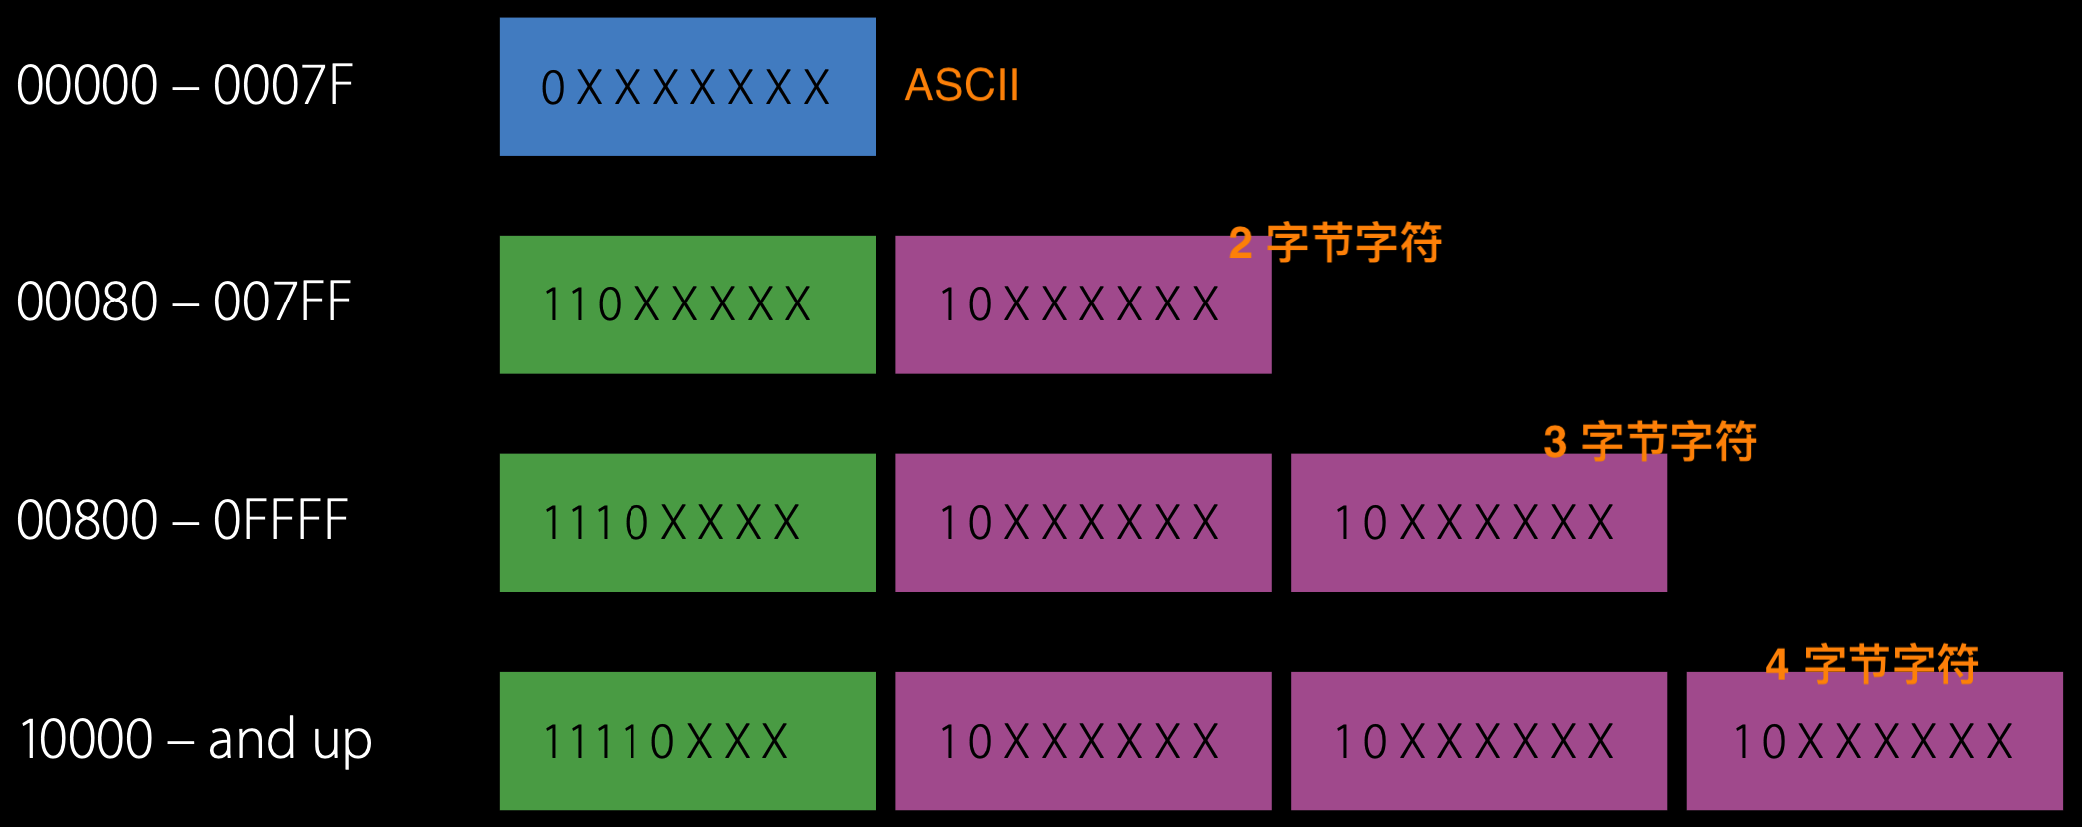 00000 – 0007F 0XXXXXXX ASCII
2 字节字符
00080 – 007FF 110XXXXX 10XXXXXX
3 字节字符
00800 – 0FFFF 1110XXXX 10XXXXXX 10XXXXXX
4 字节字符
10000 – and up 11110XXX 10XXXXXX 10XXXXXX 10XXXXXX